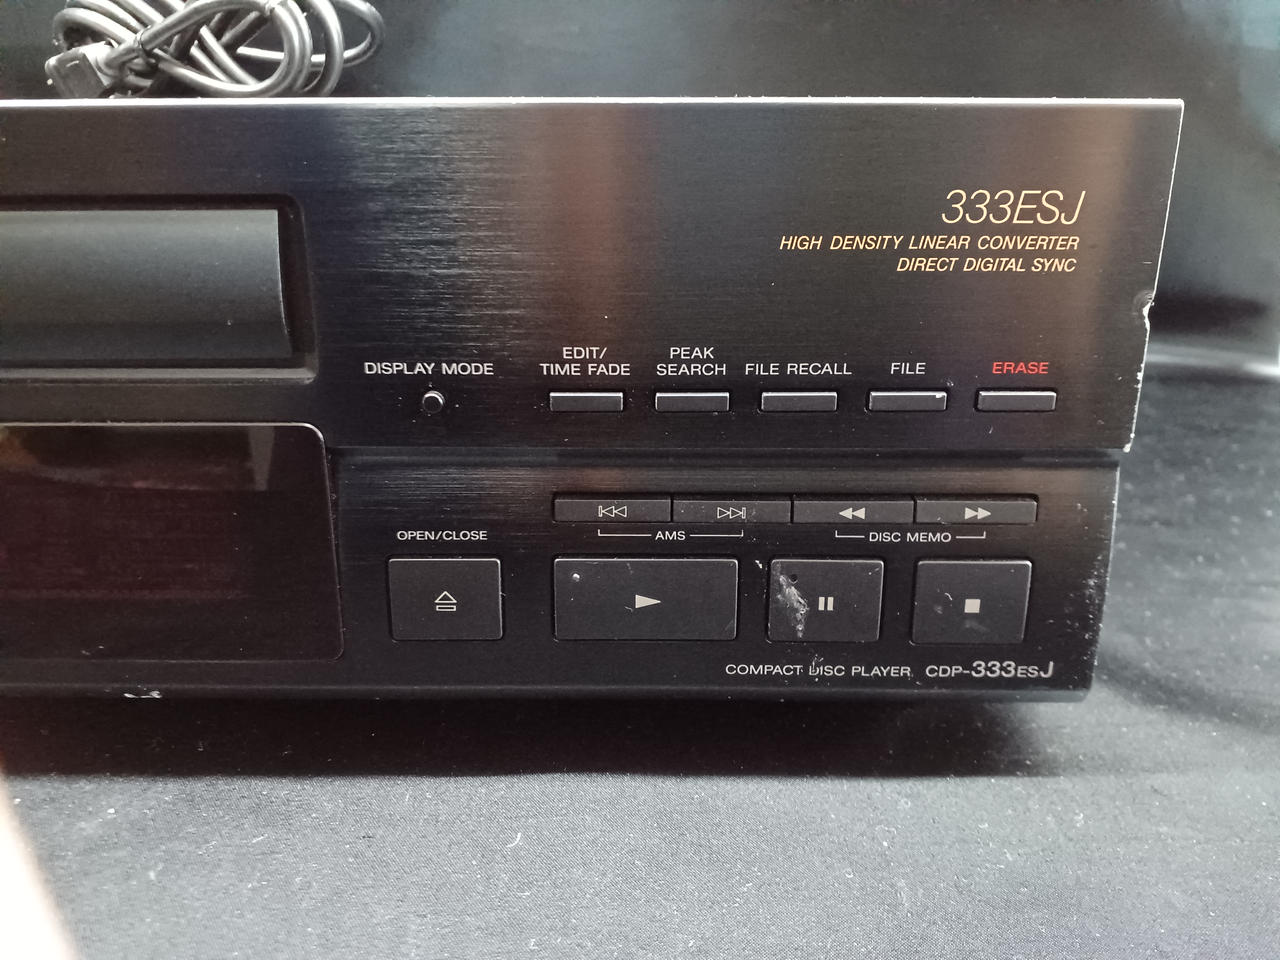 333ESJ
HIGH DENSITY LINEAR CONVERTER
DIRECT DIGITAL SYNC
DISPLAY MODE
EDIT/
TIME FADE
PEAK
SEARCH
FILE RECALL
FILE
ERASE
OPEN/CLOSE
AMS
DISC MEMO
COMPACT DISC PLAYER CDP-333ESJ